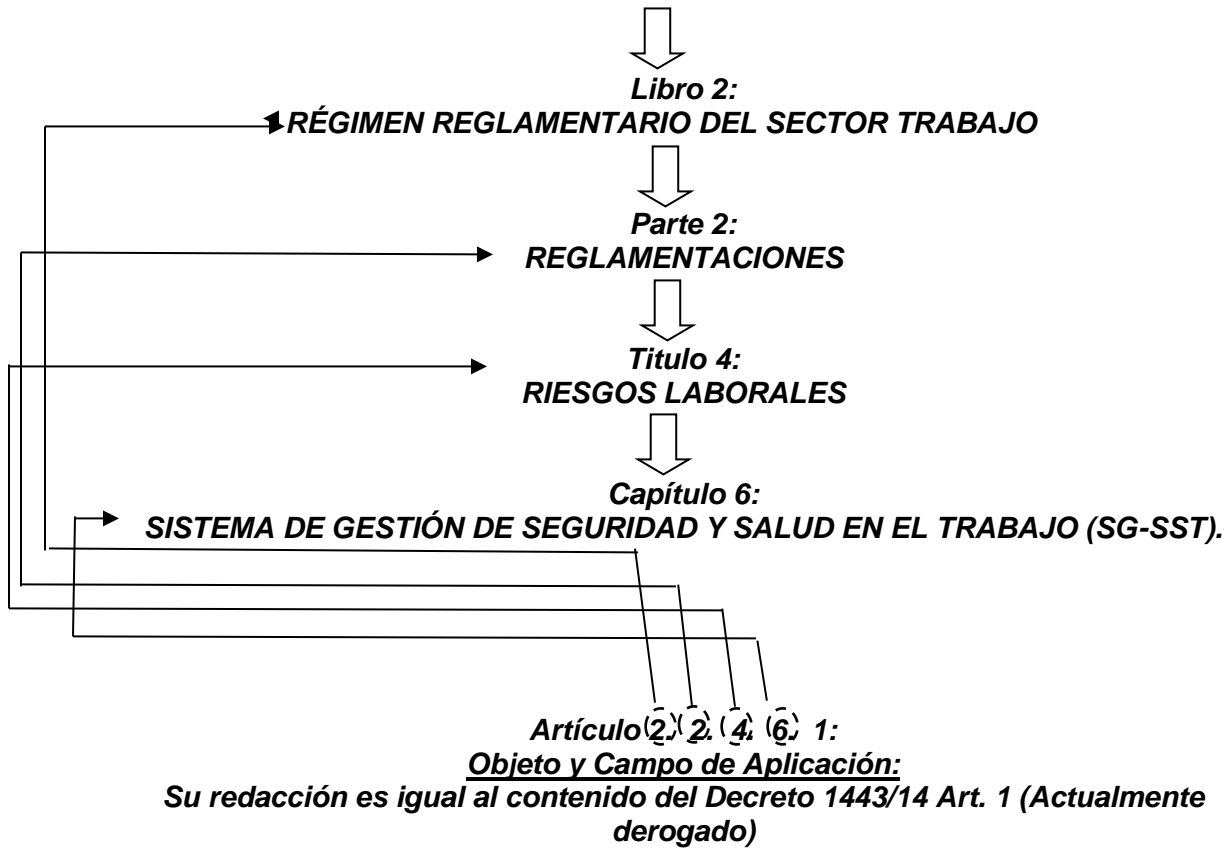 Libro 2:
RÉGIMEN REGLAMENTARIO DEL SECTOR TRABAJO
Parte 2:
REGLAMENTACIONES
Titulo 4:
RIESGOS LABORALES
Capítulo 6:
SISTEMA DE GESTIÓN DE SEGURIDAD Y SALUD EN EL TRABAJO (SG-SST).
Artículo 2. 2. 4. 6. 1:
Objeto y Campo de Aplicación:
Su redacción es igual al contenido del Decreto 1443/14 Art. 1 (Actualmente
derogado)